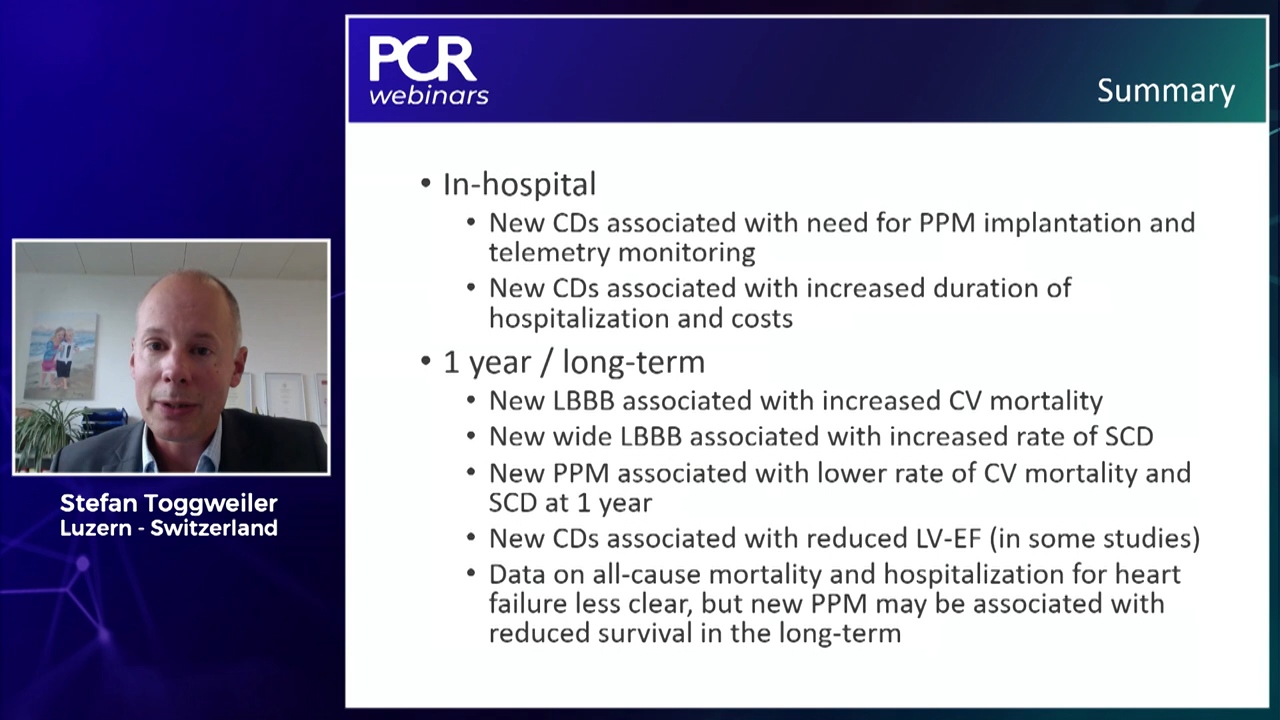 PCR
webinars
Summary
• In-hospital
• New CDs associated with need for PPM implantation and
telemetry monitoring
• New CDs associated with increased duration of
hospitalization and costs
• 1 year / long-term
• New LBBB associated with increased CV mortality
• New wide LBBB associated with increased rate of SCD
• New PPM associated with lower rate of CV mortality and
SCD at 1 year
• New CDs associated with reduced LV-EF (in some studies)
• Data on all-cause mortality and hospitalization for heart
failure less clear, but new PPM may be associated with
reduced survival in the long-term
Stefan Toggweiler
Luzern - Switzerland